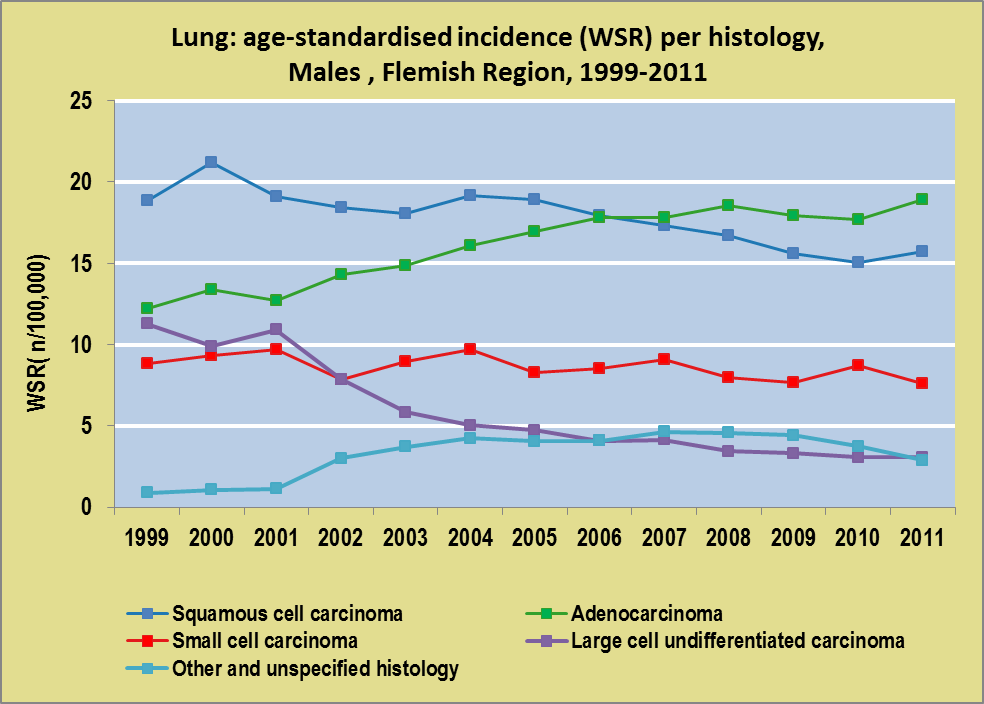 Lung: age-standardised incidence (WSR) per histology,
Males , Flemish Region, 1999-2011
WSR( n/100,000)
25
20
15
10
5
0
1999 2000 2001 2002 2003 2004 2005 2006 2007 2008 2009 2010 2011
Squamous cell carcinoma Adenocarcinoma
Small cell carcinoma Large cell undifferentiated carcinoma
Other and unspecified histology